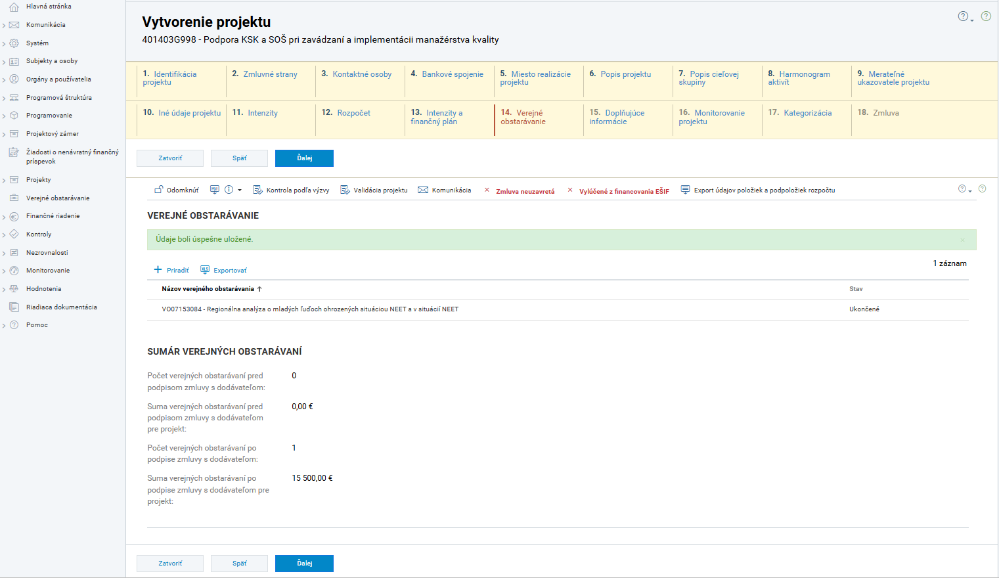 Hlavná stránka
Komunikácia
Systém
Subjekty a osoby
Orgány a používatelia
Programová štruktúra
Programovanie
Projektový zámer
Žiadosti o nenávratný finančný
príspevok
Projekty
Verejné obstarávanie
Finančné riadenie
Kontroly
Nezrovnalosti
Monitorovanie
Hodnotenia
Riadiaca dokumentácia
Pomoc
Vytvorenie projektu
401403G998 - Podpora KSK a SOŠ pri zavádzaní a implementácii manažérstva kvality
1. Identifikácia
projektu
2. Zmluvné strany
3. Kontaktné osoby
4. Bankové spojenie
5. Miesto realizácie
projektu
6. Popis projektu
7. Popis cieľovej
skupiny
8. Harmonogram
aktivít
9. Merateľné
ukazovatele projektu
10. Iné údaje projektu
11. Intenzity
12. Rozpočet
13. Intenzity a
finančný plán
14. Verejné
obstarávanie
15. Doplňujúce
informácie
16. Monitorovanie
projektu
17. Kategorizácia
18. Zmluva
Zatvoriť Späť Ďalej
Odomknúť PDF Kontrola podľa výzvy Validácia projektu Komunikácia × Zmluva neuzavretá × Vylúčené z financovania EŠIF Export údajov položiek a podpoložiek rozpočtu
VEREJNÉ OBSTARÁVANIE
Údaje boli úspešne uložené.
Priradiť XLS Exportovať
1 záznam
Názov verejného obstarávania ↑ Stav
VO07153084 - Regionálna analýza o mladých ľuďoch ohrozených situáciou NEET a v situácií NEET Ukončené
SUMÁR VEREJNÝCH OBSTARÁVANÍ
Počet verejných obstarávaní pred 0
podpisom zmluvy s dodávateľom:
Suma verejných obstarávaní pred 0,00 €
podpisom zmluvy s dodávateľom
pre projekt:
Počet verejných obstarávaní po 1
podpise zmluvy s dodávateľom:
Suma verejných obstarávaní po 15 500,00 €
podpise zmluvy s dodávateľom pre
projekt:
Zatvoriť Späť Ďalej